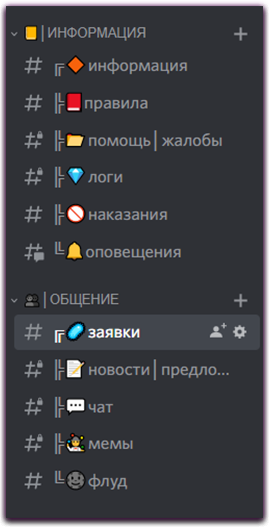 📒│ИНФОРМАЦИЯ
╔🔶информация
╠📕правила
╠📂помощь│жалобы
╠💎логи
╠🚫наказания
╚🔔оповещения
👥│ОБЩЕНИЕ
╔💊заявки
╠📝новости│предло...
╠💬чат
╠👩‍🎨мемы
╚🌚флуд